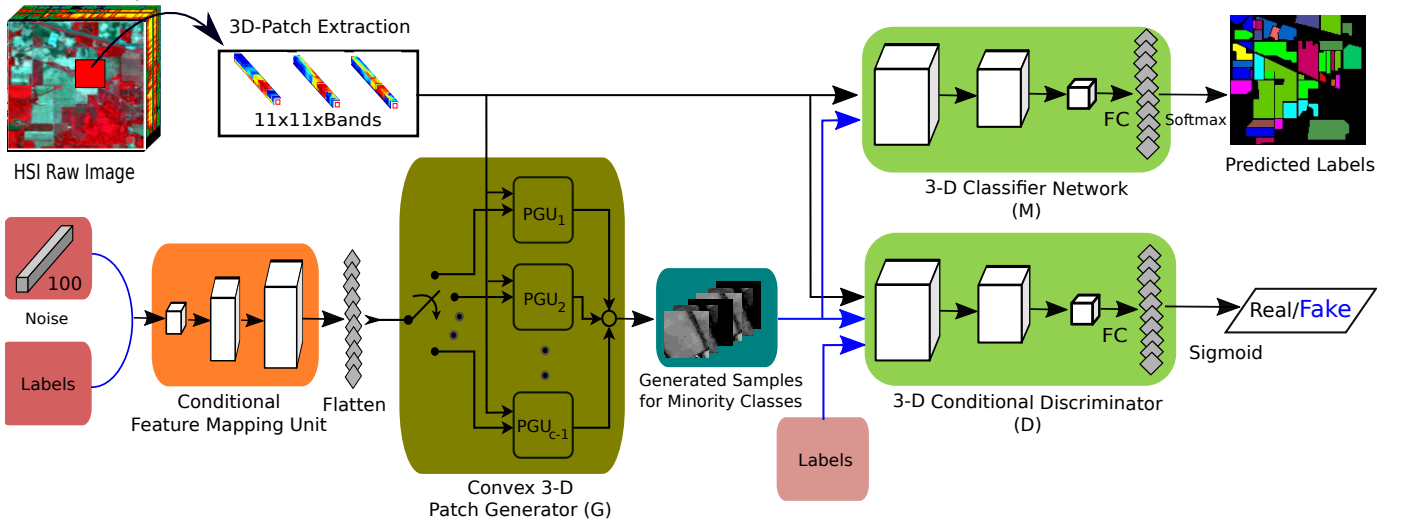 3D-Patch Extraction
11x11xBands
HSI Raw Image
100
Noise
Labels
Conditional
Feature Mapping Unit
Flatten
PGU1
PGU2
PGUc-1
Convex 3-D
Patch Generator (G)
Generated Samples
for Minority Classes
FC
Softmax
Predicted Labels
3-D Classifier Network
(M)
FC
Sigmoid
Real/Fake
3-D Conditional Discriminator
(D)
Labels